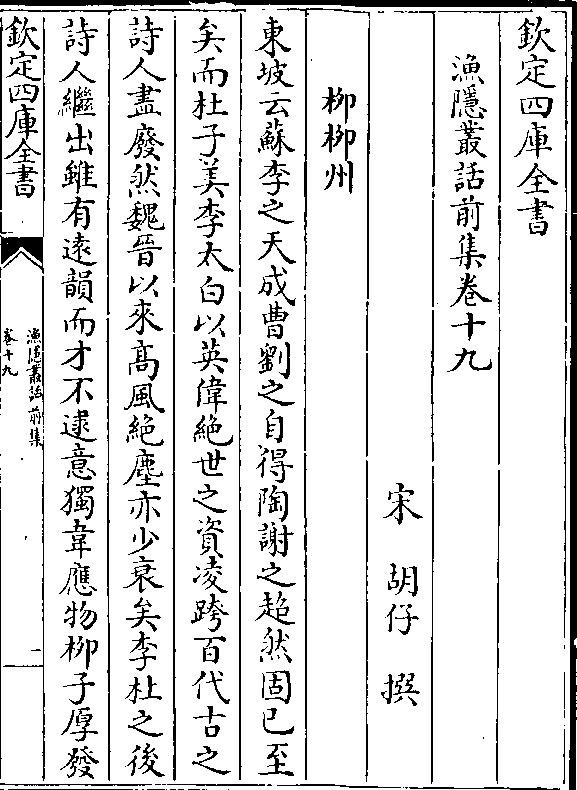 欽定四庫全書
漁隱叢話前集卷十九
宋　胡仔　撰
柳柳州
東坡云蘇李之天成曹劉之自得陶謝之超然固已至
矣而杜子美李太白以英偉絶世之資凌跨百代古之
詩人盡廢然魏晉以來髙風絶塵亦少衰矣李杜之後
詩人繼出雖有逺韻而才不逮意獨韋應物柳子厚發
欽定四庫全書
漁隱叢話前集
卷十九
一